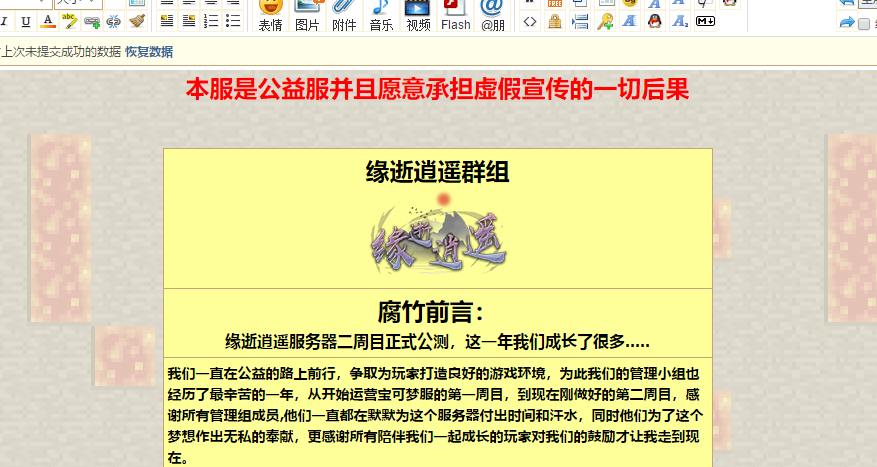 大小
FREE
I U A abc
表情 图片 附件 音乐 视频 Flash @朋
上次未提交成功的数据 恢复数据
本服是公益服并且愿意承担虚假宣传的一切后果
缘逝逍遥群组
缘逝逍遥
腐竹前言：
缘逝逍遥服务器二周目正式公测，这一年我们成长了很多.....
我们一直在公益的路上前行，争取为玩家打造良好的游戏环境，为此我们的管理小组也
经历了最辛苦的一年，从开始运营宝可梦服的第一周目，到现在刚做好的第二周目，感
谢所有管理组成员,他们一直都在默默为这个服务器付出时间和汗水，同时他们为了这个
梦想作出无私的奉献，更感谢所有陪伴我们一起成长的玩家对我们的鼓励才让我走到现
在。